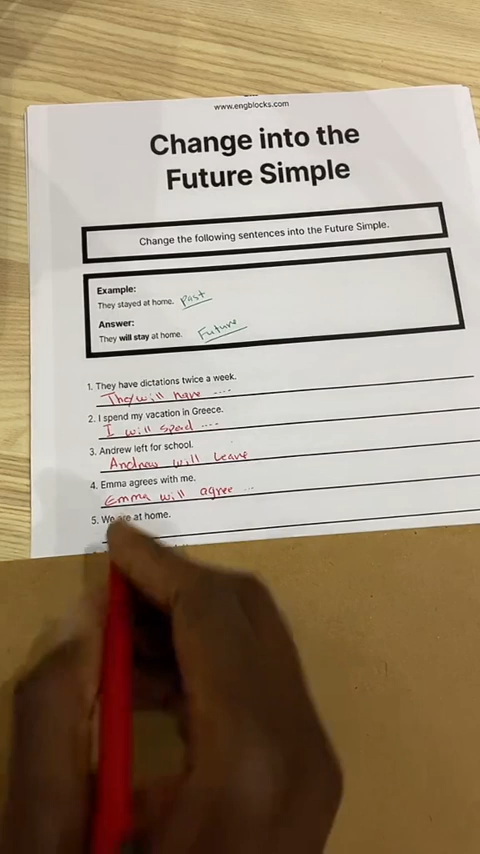 www.engblocks.com
Change into the
Future Simple
Change the following sentences into the Future Simple.
Example:
They stayed at home. Past
Answer:
They will stay at home. Future
1. They have dictations twice a week.
They will have ....
2. I spend my vacation in Greece.
I will spend ....
3. Andrew left for school.
Andrew will leave
4. Emma agrees with me.
Emma will agree ...
5. We are at home.